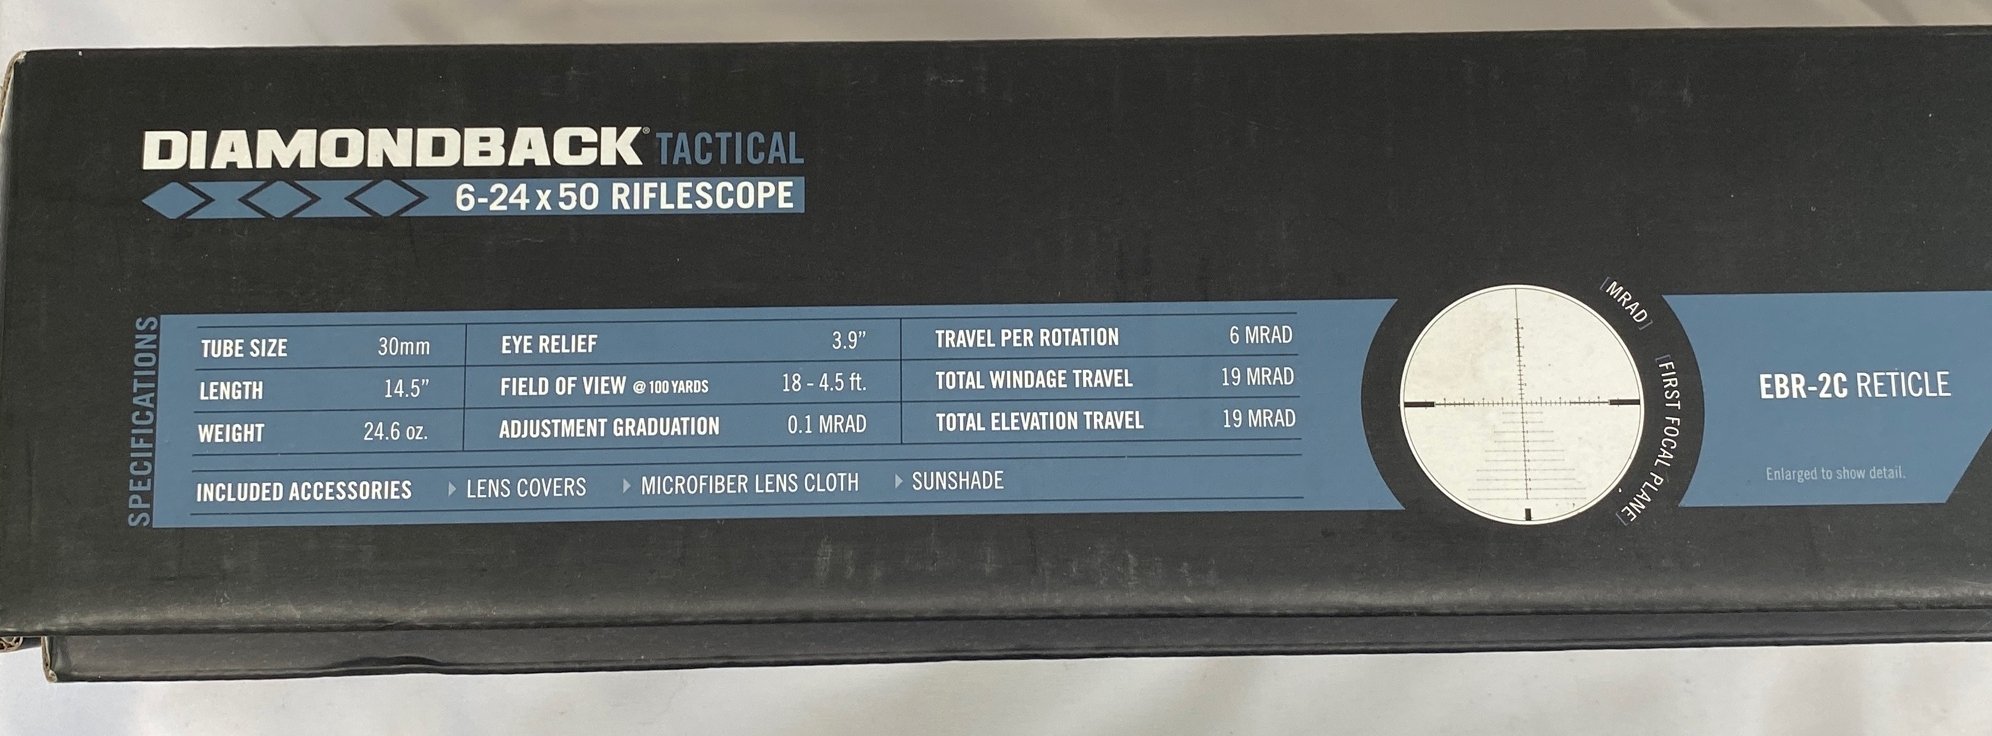 DIAMONDBACK® TACTICAL
6-24 x 50 RIFLESCOPE
SPECIFICATIONS
TUBE SIZE 30mm
LENGTH 14.5”
WEIGHT 24.6 oz.
EYE RELIEF 3.9”
FIELD OF VIEW @ 100 YARDS 18 - 4.5 ft.
ADJUSTMENT GRADUATION 0.1 MRAD
TRAVEL PER ROTATION 6 MRAD
TOTAL WINDAGE TRAVEL 19 MRAD
TOTAL ELEVATION TRAVEL 19 MRAD
INCLUDED ACCESSORIES LENS COVERS MICROFIBER LENS CLOTH SUNSHADE
[MRAD]
[FIRST FOCAL PLANE]
EBR-2C RETICLE
Enlarged to show detail.